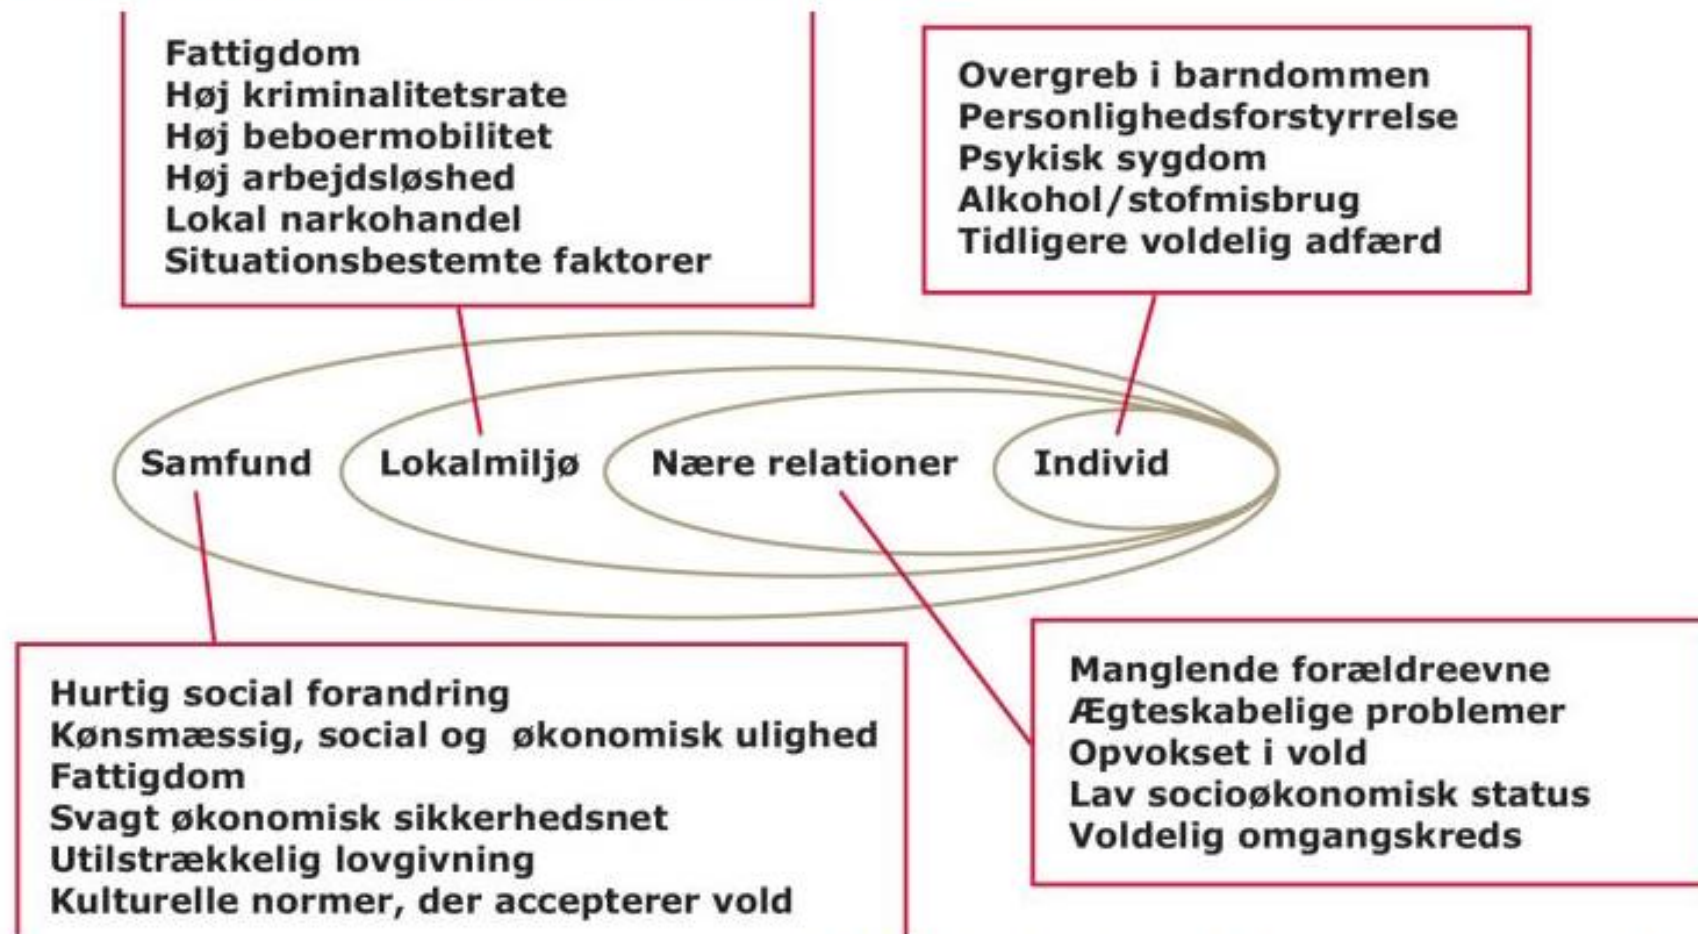 Fattigdom
Høj kriminalitetsrate
Høj beboermobilitet
Høj arbejdsløshed
Lokal narkohandel
Situationsbestemte faktorer
Overgreb i barndommen
Personlighedsforstyrrelse
Psykisk sygdom
Alkohol/stofmisbrug
Tidligere voldelig adfærd
Samfund
Lokalmiljø
Nære relationer
Individ
Hurtig social forandring
Kønsmæssig, social og økonomisk ulighed
Fattigdom
Svagt økonomisk sikkerhedsnet
Utilstrækkelig lovgivning
Kulturelle normer, der accepterer vold
Manglende forældreevne
Ægteskabelige problemer
Opvokset i vold
Lav socioøkonomisk status
Voldelig omgangskreds